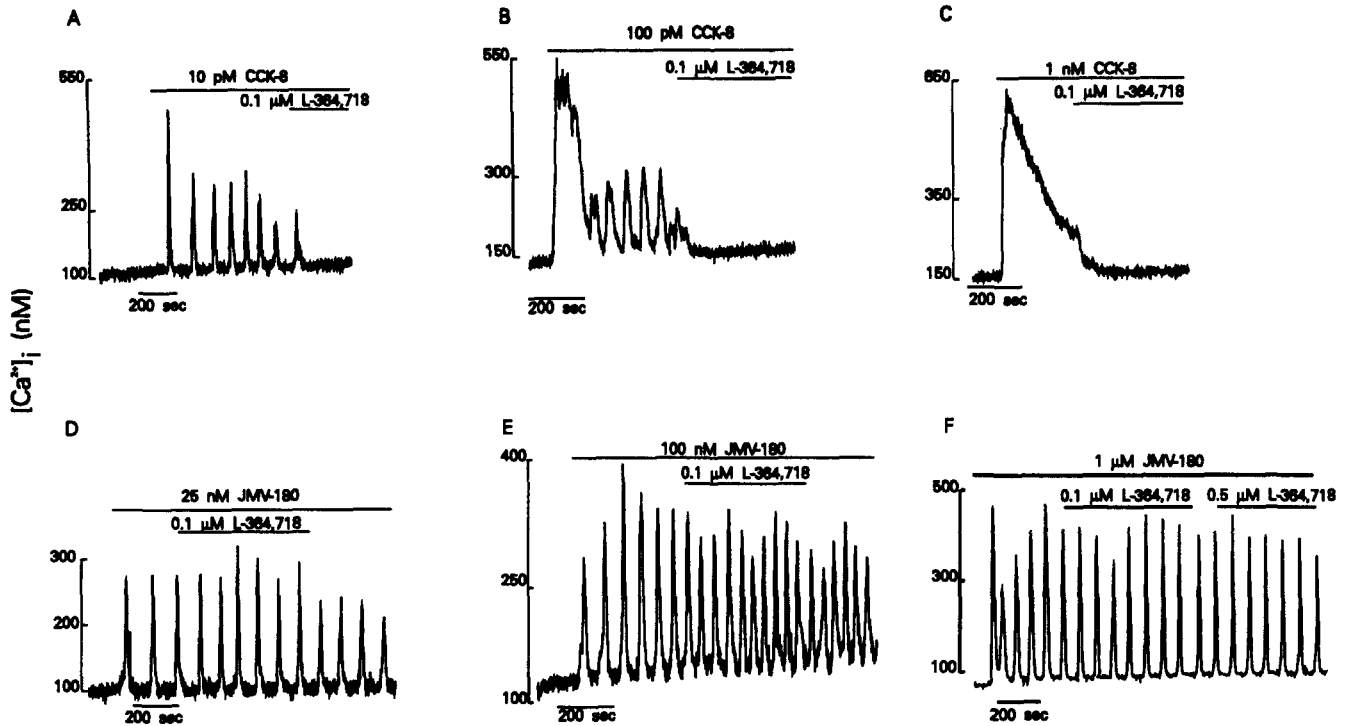 A
10 pM CCK-8
0.1 μM L-364,718
550
250
100
200 sec
B
100 pM CCK-8
0.1 μM L-364,718
550
300
150
200 sec
C
1 nM CCK-8
0.1 μM L-364,718
650
350
150
200 sec
[Ca²⁺]i (nM)
D
25 nM JMV-180
0.1 μM L-364,718
300
200
100
200 sec
E
100 nM JMV-180
0.1 μM L-364,718
400
250
100
200 sec
F
1 μM JMV-180
0.1 μM L-364,718
0.5 μM L-364,718
500
300
100
200 sec